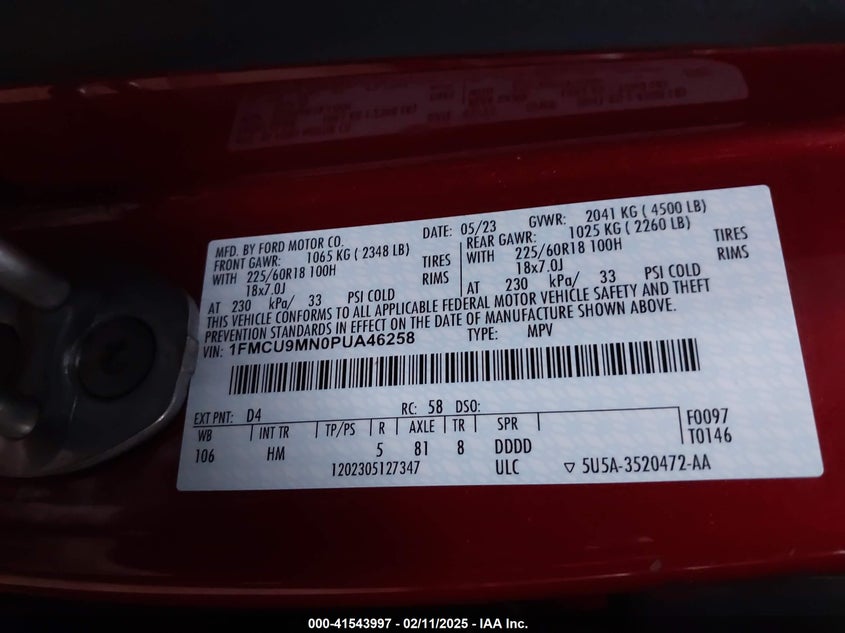 MFD. BY FORD MOTOR CO. DATE: 05/23 GVWR: 2041 KG ( 4500 LB)
FRONT GAWR: 1065 KG ( 2348 LB) REAR GAWR: 1025 KG ( 2260 LB)
WITH 225/60R18 100H TIRES WITH 225/60R18 100H TIRES
18x7.0J RIMS 18x7.0J RIMS
AT 230 kPa/ 33 PSI COLD AT 230 kPa/ 33 PSI COLD
THIS VEHICLE CONFORMS TO ALL APPLICABLE FEDERAL MOTOR VEHICLE SAFETY AND THEFT
PREVENTION STANDARDS IN EFFECT ON THE DATE OF MANUFACTURE SHOWN ABOVE.
VIN: 1FMCU9MN0PUA46258 TYPE: MPV
EXT PNT: D4 RC: 58 DSO: F0097
WB INT TR TP/PS R AXLE TR SPR T0146
106 HM 5 81 8 DDDD
1202305127347 ULC ▽ 5U5A-3520472-AA
000-41543997 - 02/11/2025 - IAA Inc.